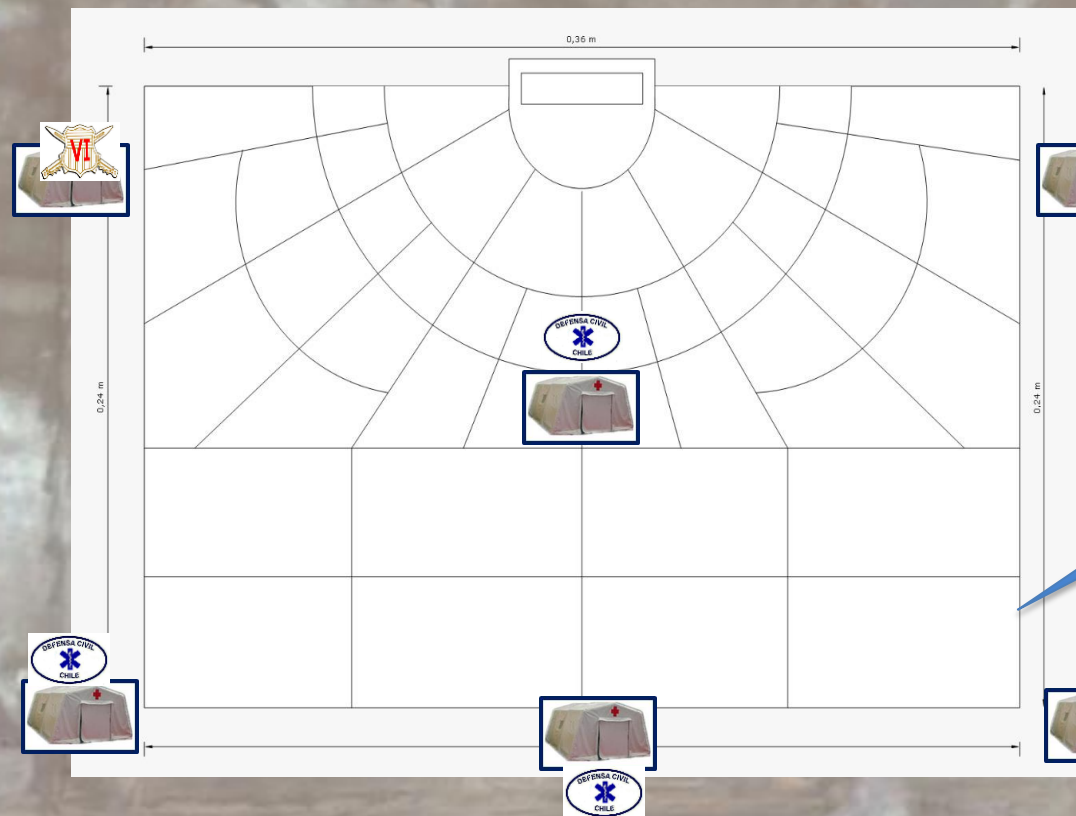 0,36 m
VI
DEFENSA CIVIL
CHILE
0,24 m
0,24 m
DEFENSA CIVIL
CHILE
DEFENSA CIVIL
CHILE